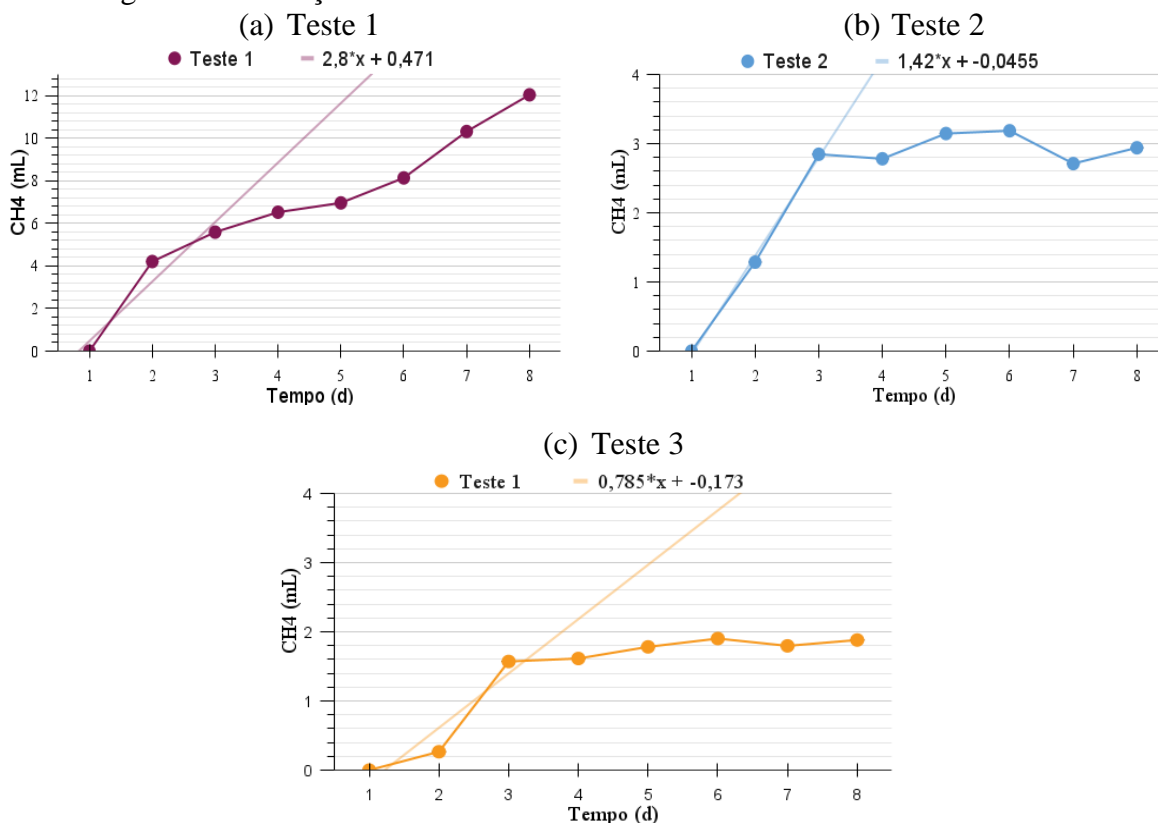 (a) Teste 1
Teste 1 2,8*x + 0,471
CH4 (mL)
12
10
8
6
4
2
0
1 2 3 4 5 6 7 8
Tempo (d)
(b) Teste 2
Teste 2 1,42*x + -0,0455
CH4 (mL)
4
3
2
1
0
1 2 3 4 5 6 7 8
Tempo (d)
(c) Teste 3
Teste 1 0,785*x + -0,173
CH4 (mL)
4
3
2
1
0
1 2 3 4 5 6 7 8
Tempo (d)